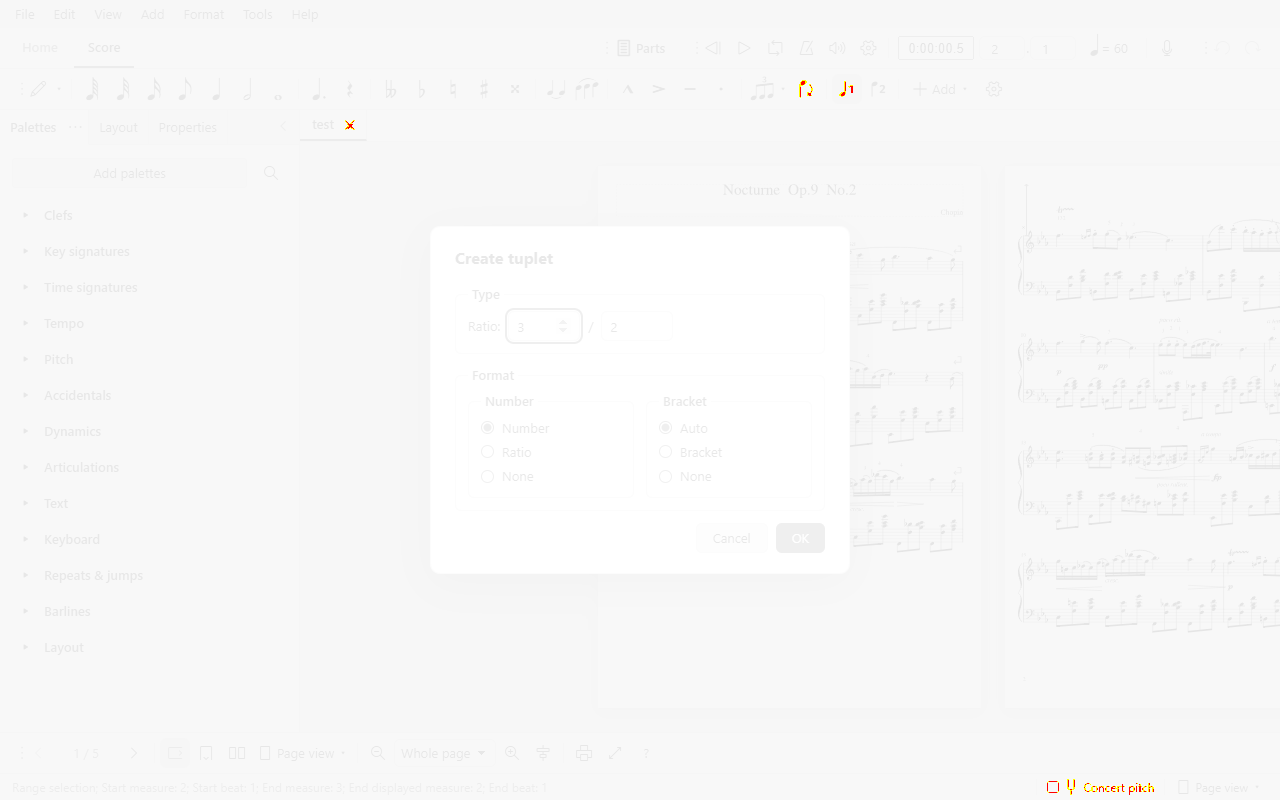 File Edit View Add Format Tools Help
Home Score Parts 0:00:00.5 2 . 1 = 60
Add
Palettes Layout Properties test
Add palettes
Clefs
Key signatures
Time signatures
Tempo
Pitch
Accidentals
Dynamics
Articulations
Text
Keyboard
Repeats & jumps
Barlines
Layout
Nocturne Op.9 No.2
Chopin
Create tuplet
Type
Ratio: 3 / 2
Format
Number
Number
Ratio
None
Bracket
Auto
Bracket
None
Cancel OK
1 / 5 Page view Whole page ?
Range selection: Start measure: 2; Start beat: 1; End measure: 3; End displayed measure: 2; End beat: 1
Concert pitch Page view